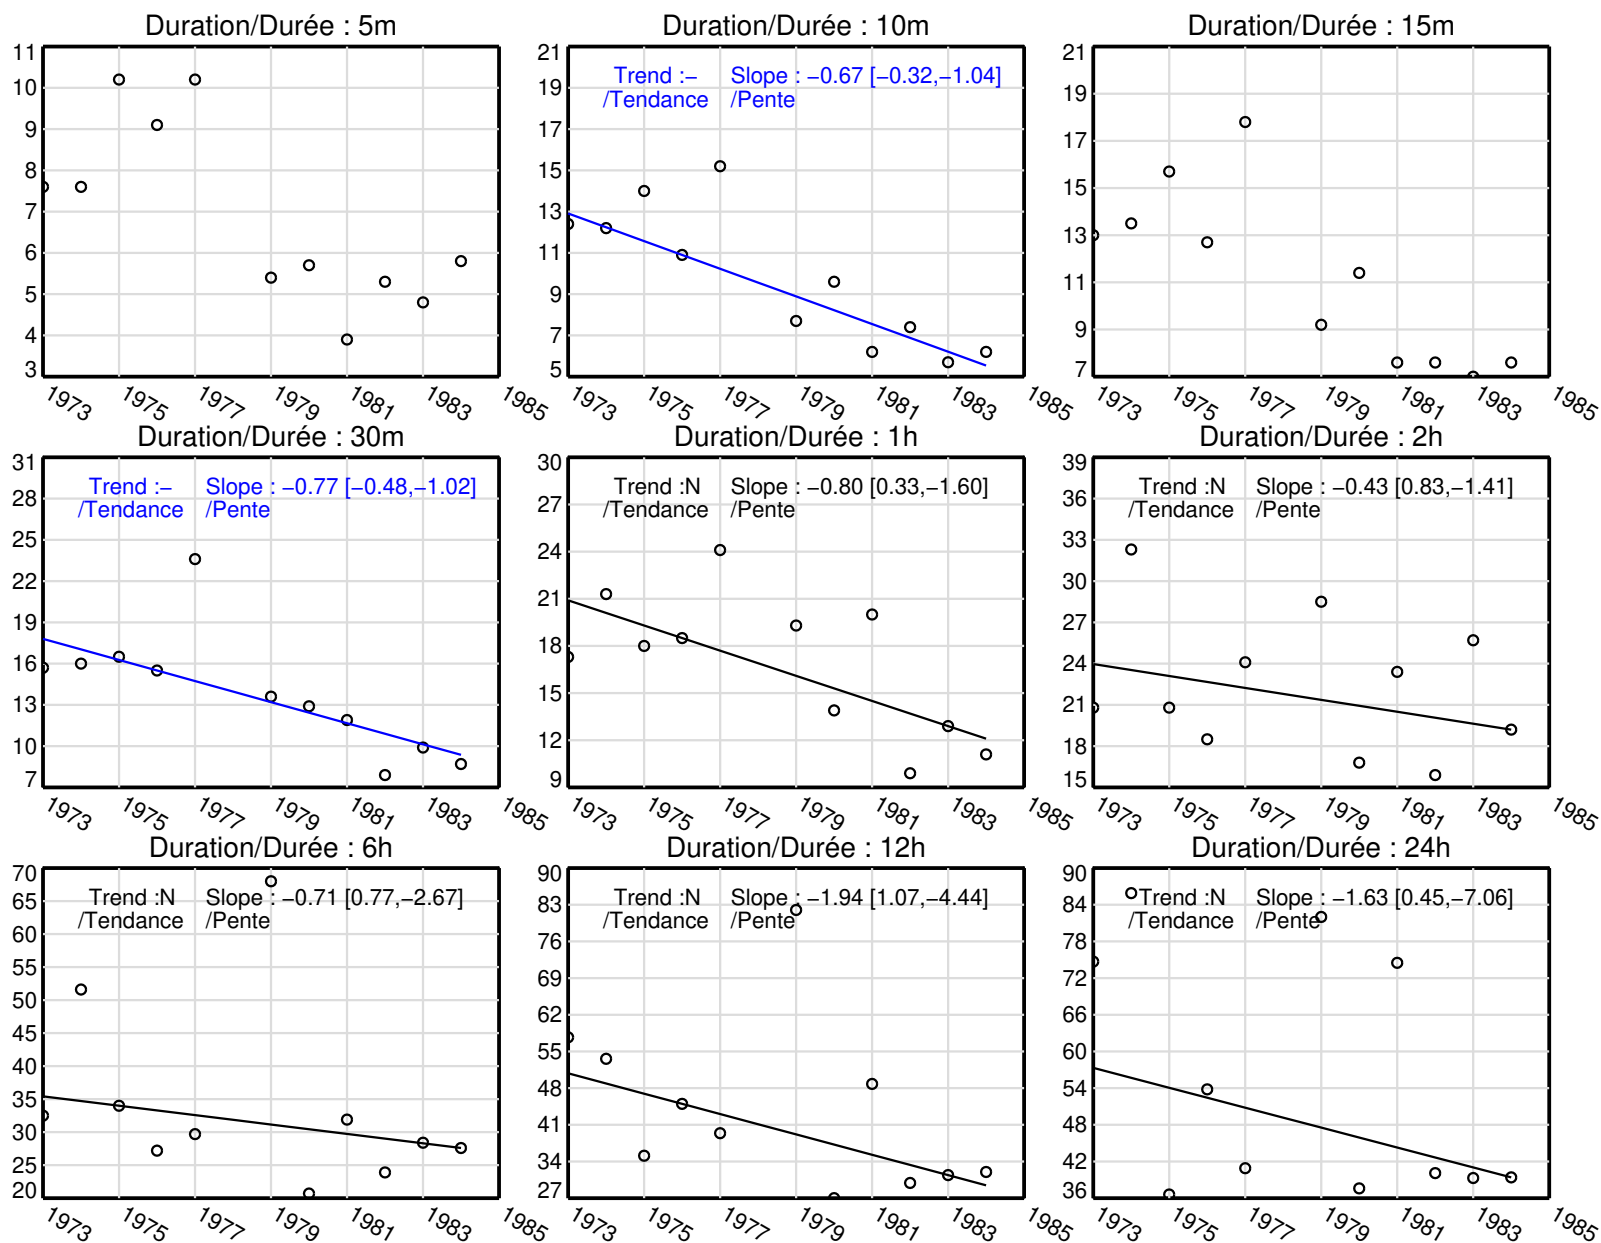 Duration/Durée : 5m
11
10
9
8
7
6
5
4
3
1973 1975 1977 1979 1981 1983 1985
Duration/Durée : 10m
Trend :− Slope : −0.67 [−0.32,−1.04]
/Tendance /Pente
21
19
17
15
13
11
9
7
5
1973 1975 1977 1979 1981 1983 1985
Duration/Durée : 15m
21
19
17
15
13
11
9
7
1973 1975 1977 1979 1981 1983 1985
Duration/Durée : 30m
Trend :− Slope : −0.77 [−0.48,−1.02]
/Tendance /Pente
31
28
25
22
19
16
13
10
7
1973 1975 1977 1979 1981 1983 1985
Duration/Durée : 1h
Trend :N Slope : −0.80 [0.33,−1.60]
/Tendance /Pente
30
27
24
21
18
15
12
9
1973 1975 1977 1979 1981 1983 1985
Duration/Durée : 2h
Trend :N Slope : −0.43 [0.83,−1.41]
/Tendance /Pente
39
36
33
30
27
24
21
18
15
1973 1975 1977 1979 1981 1983 1985
Duration/Durée : 6h
Trend :N Slope : −0.71 [0.77,−2.67]
/Tendance /Pente
70
65
60
55
50
45
40
35
30
25
20
1973 1975 1977 1979 1981 1983 1985
Duration/Durée : 12h
Trend :N Slope : −1.94 [1.07,−4.44]
/Tendance /Pente
90
83
76
69
62
55
48
41
34
27
1973 1975 1977 1979 1981 1983 1985
Duration/Durée : 24h
Trend :N Slope : −1.63 [0.45,−7.06]
/Tendance /Pente
90
84
78
72
66
60
54
48
42
36
1973 1975 1977 1979 1981 1983 1985